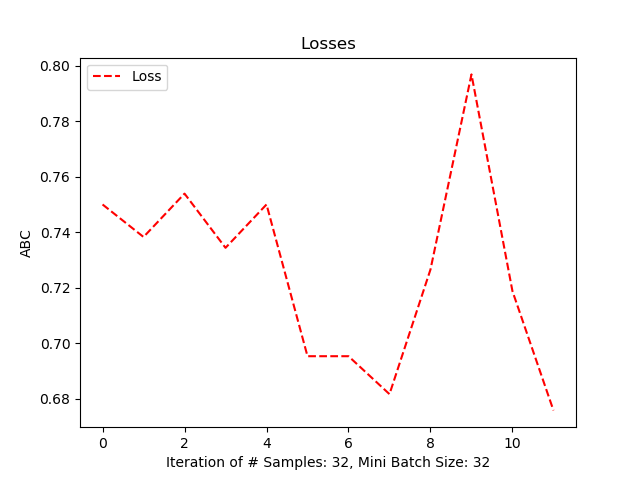 Losses
Loss
0.80
0.78
0.76
0.74
0.72
0.70
0.68
ABC
0 2 4 6 8 10
Iteration of # Samples: 32, Mini Batch Size: 32